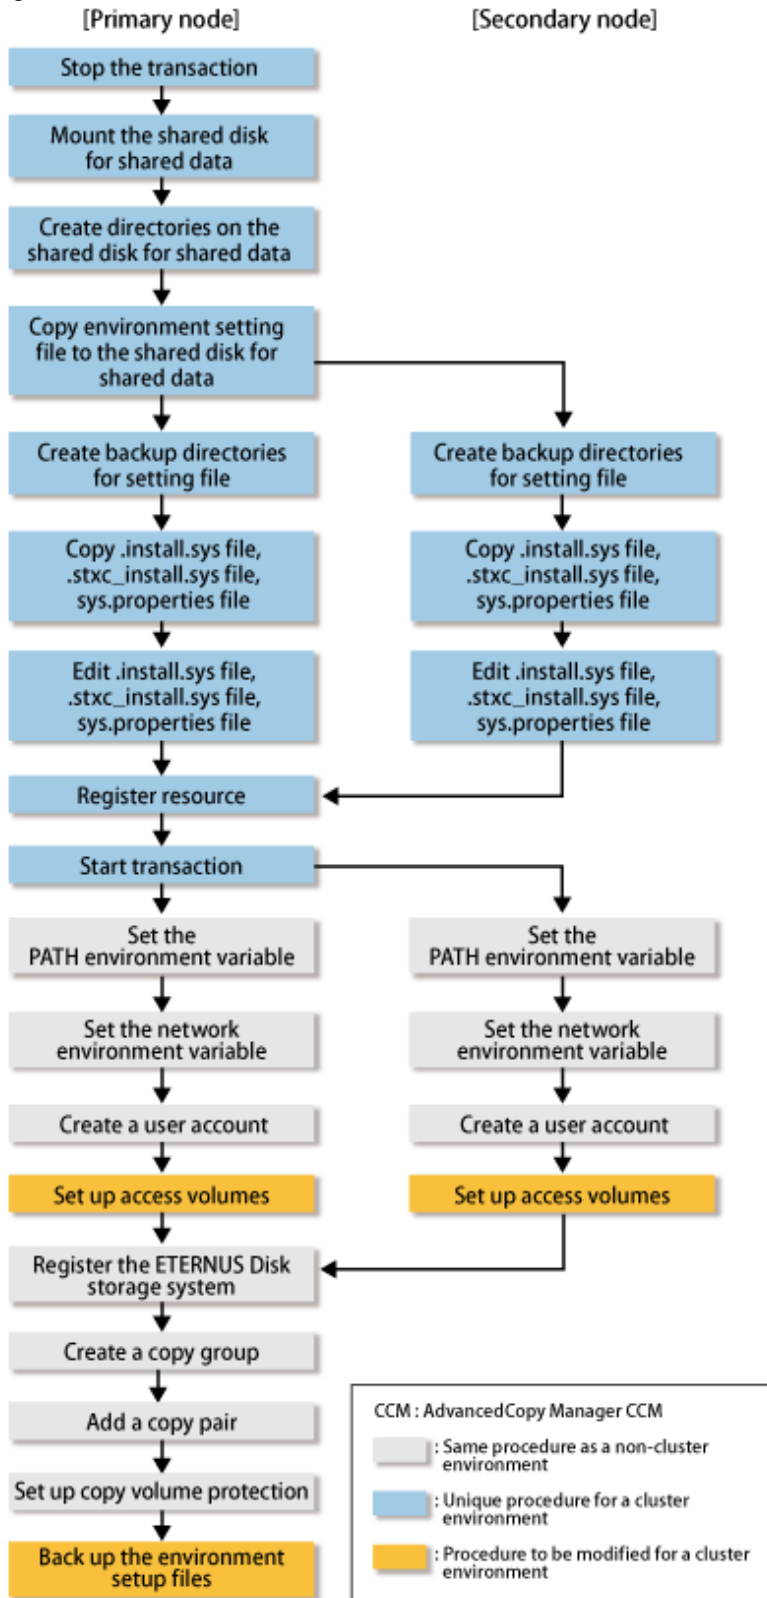 [Primary node]
[Secondary node]
Stop the transaction
Mount the shared disk
for shared data
Create directories on the
shared disk for shared data
Copy environment setting
file to the shared disk for
shared data
Create backup directories
for setting file
Create backup directories
for setting file
Copy .install.sys file,
.stxc_install.sys file,
sys.properties file
Copy .install.sys file,
.stxc_install.sys file,
sys.properties file
Edit .install.sys file,
.stxc_install.sys file,
sys.properties file
Edit .install.sys file,
.stxc_install.sys file,
sys.properties file
Register resource
Start transaction
Set the
PATH environment variable
Set the
PATH environment variable
Set the network
environment variable
Set the network
environment variable
Create a user account
Create a user account
Set up access volumes
Set up access volumes
Register the ETERNUS Disk
storage system
Create a copy group
Add a copy pair
Set up copy volume protection
Back up the environment
setup files
CCM : AdvancedCopy Manager CCM
: Same procedure as a non-cluster
environment
: Unique procedure for a cluster
environment
: Procedure to be modified for a cluster
environment